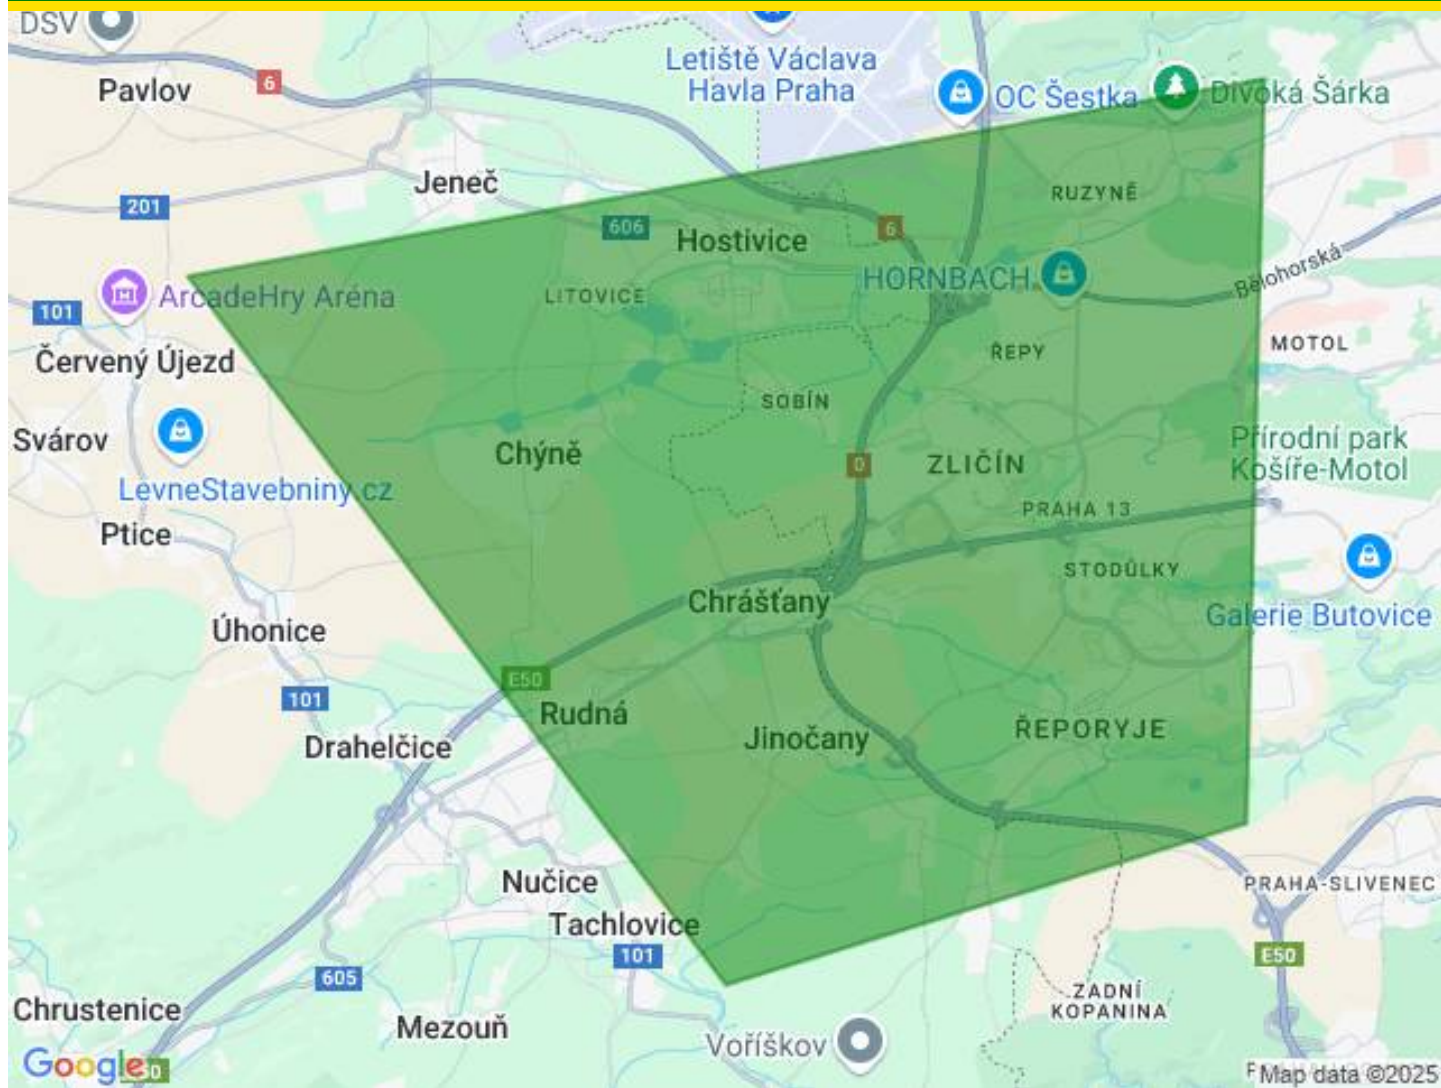 DSV
Letiště Václava
Havla Praha
Pavlov
6
OC Šestka
Divoká Šárka
Jeneč
RUZYNĚ
201
606
Hostivice
6
Bělohorská
HORNBACH
ArcadeHry Aréna
LITOVICE
101
MOTOL
Červený Újezd
ŘEPY
SOBÍN
Svárov
Přírodní park
Košíře-Motol
Chýně
0
ZLIČÍN
LevneStavebniny.cz
PRAHA 13
Ptice
STODŮLKY
Chrášťany
Galerie Butovice
Úhonice
E50
101
Rudná
Jinočany
ŘEPORYJE
Drahelčice
Nučice
PRAHA-SLIVENEC
Tachlovice
101
E50
605
Chrustenice
ZADNÍ
KOPANINA
Mezouň
Voříškov
Google
Map data ©2025